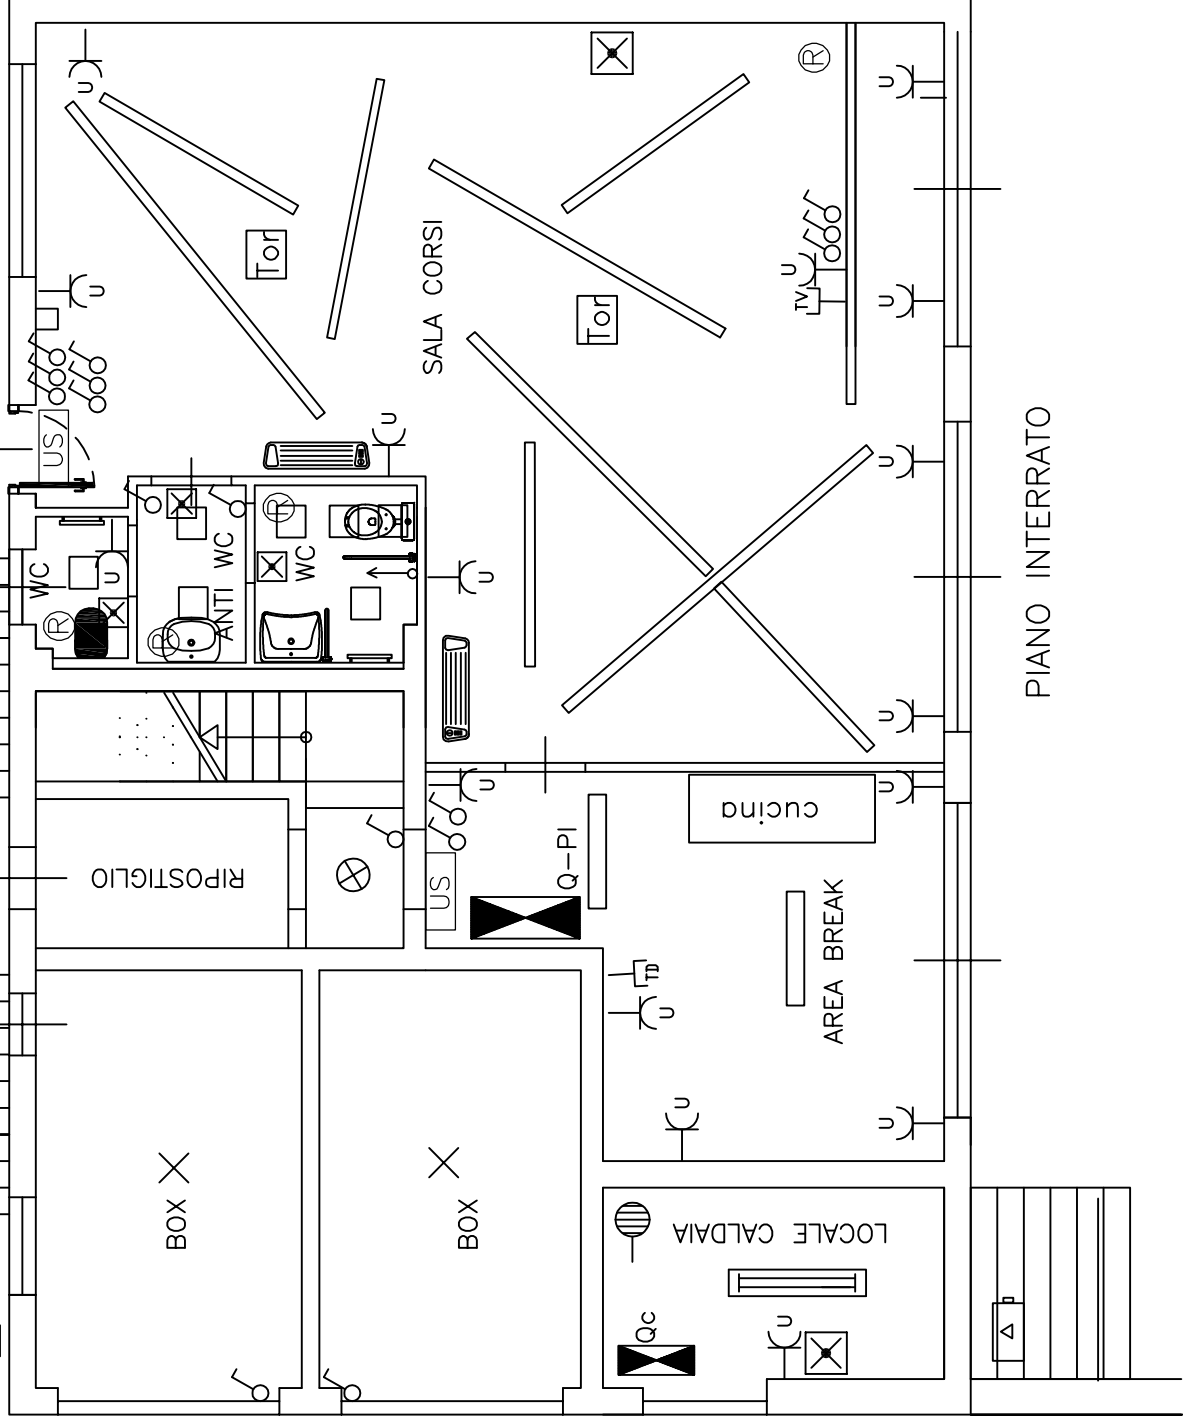 U
R
U
Tor
SALA CORSI
U
U
TV
U
Tor
US
U
U
WC
U
R
ANTI WC
R
WC
R
U
U
PIANO INTERRATO
U
U
U
cucina
Q-PI
US
RIPOSTIGLIO
AREA BREAK
TD
U
U
U
BOX
BOX
LOCALE CALDAIA
Qc
U